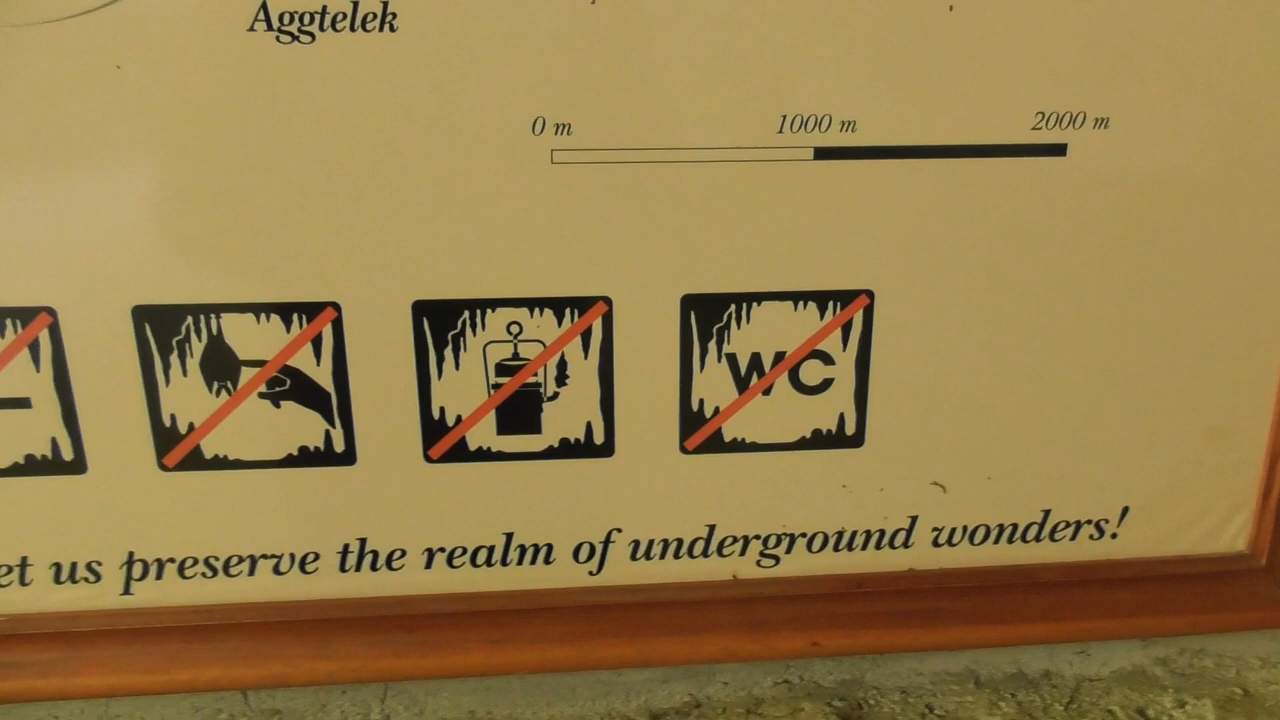 Aggtelek
0 m 1000 m 2000 m
WC
et us preserve the realm of underground wonders!